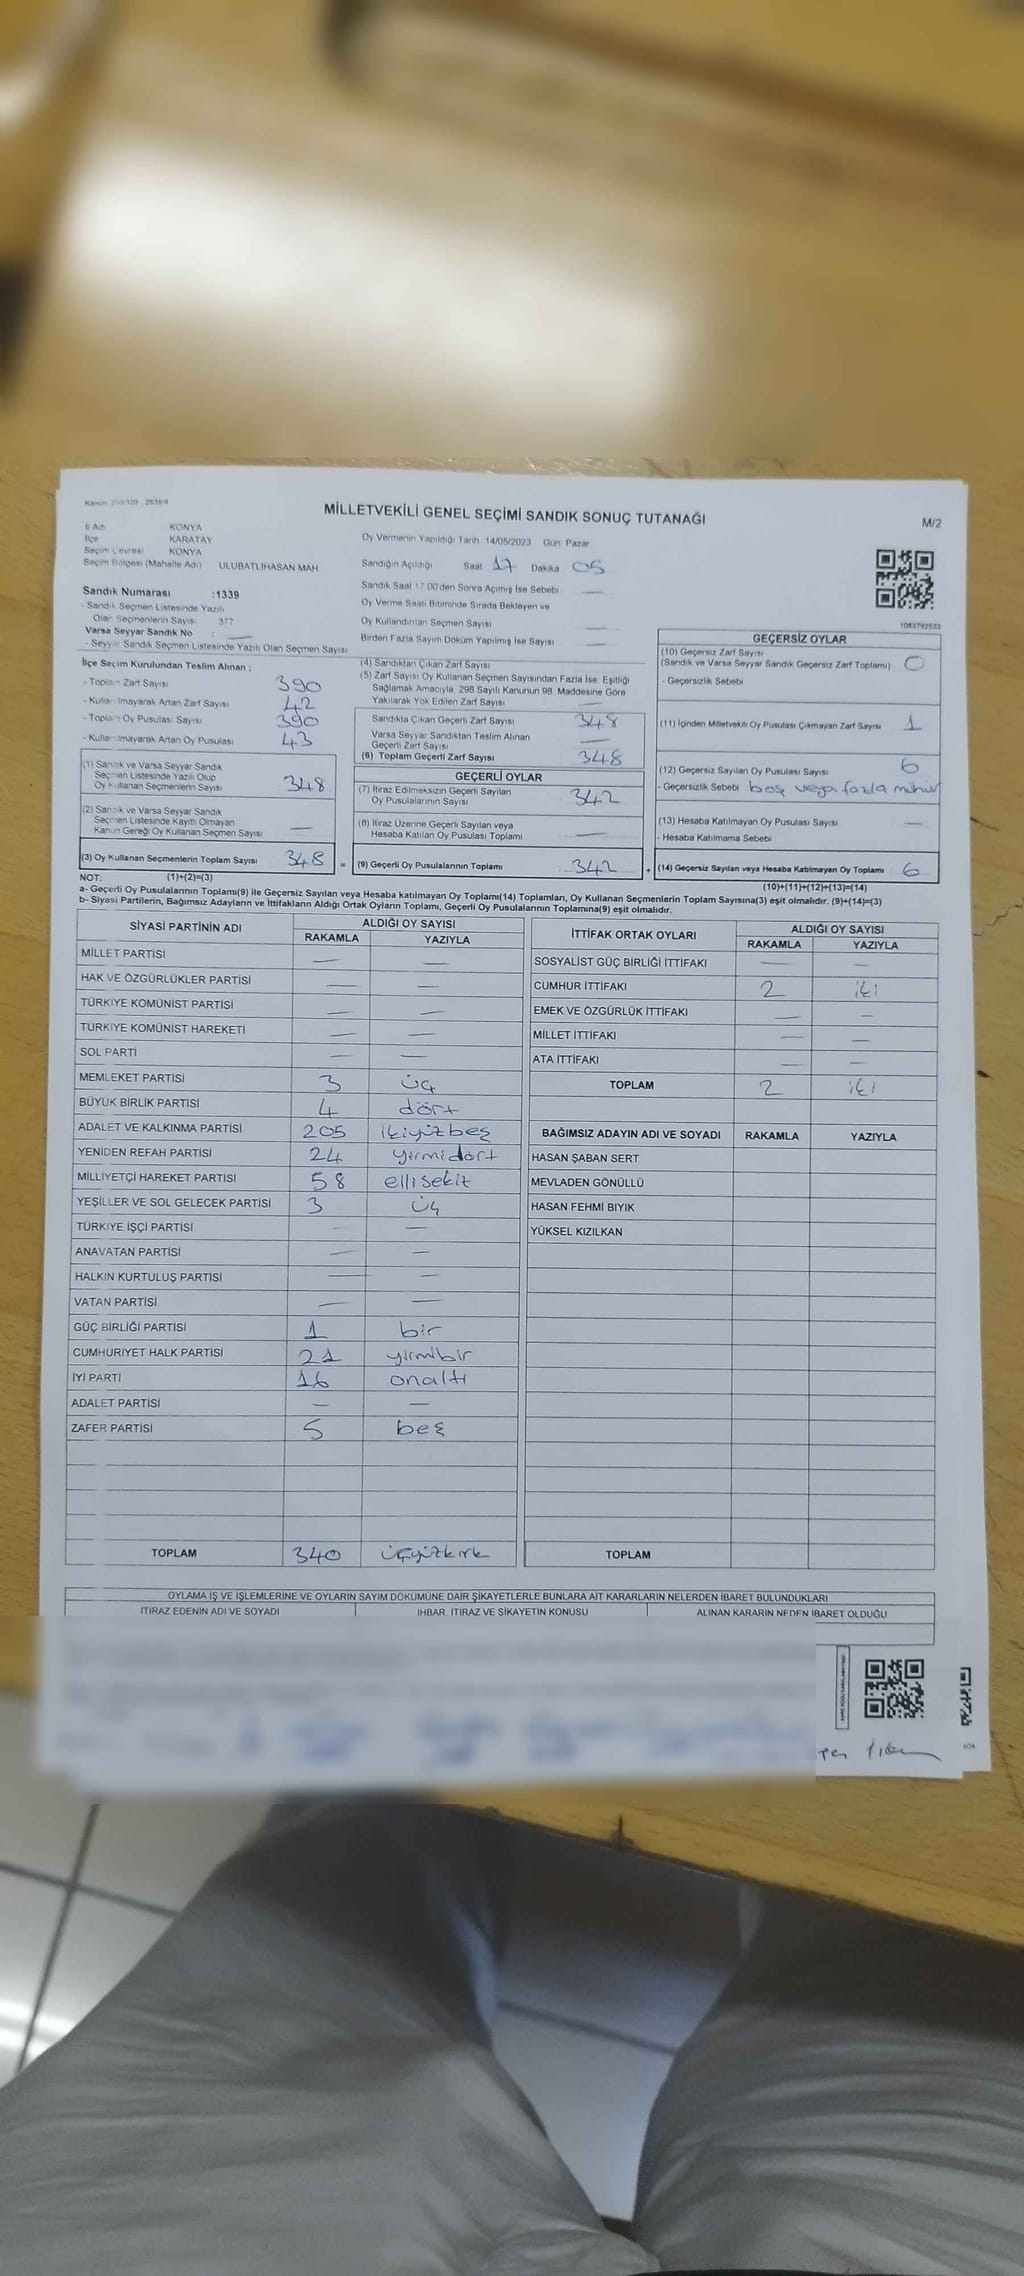 MİLLETVEKİLİ GENEL SEÇİMİ SANDIK SONUÇ TUTANAĞI
M/2
İl Adı KONYA
İlçe KARATAY
Seçim Çevresi KONYA
Seçim Bölgesi (Mahalle Adı) ULUBATLIHASAN MAH
Oy Vermenin Yapıldığı Tarih 14/05/2023 Gün Pazar
Sandığın Açıldığı Saat 17 Dakika 05
Sandık Saat 17.00'den Sonra Açımış İse Sebebi —
Oy Verme Saati Bitiminde Sırada Bekleyen ve
Oy Kullandırılan Seçmen Sayısı —
Birden Fazla Sayım Döküm Yapılmış İse Sayısı —
Sandık Numarası :1339
- Sandık Seçmen Listesinde Yazılı
Olan Seçmenlerin Sayısı 377
Varsa Seyyar Sandık No : —
- Seyyar Sandık Seçmen Listesinde Yazılı Olan Seçmen Sayısı
1083792533
İlçe Seçim Kurulundan Teslim Alınan :
- Toplam Zarf Sayısı 390
- Kullanılmayarak Artan Zarf Sayısı 42
- Toplam Oy Pusulası Sayısı 390
- Kullanılmayarak Artan Oy Pusulası 43
(1) Sandık ve Varsa Seyyar Sandık
Seçmen Listesinde Yazılı Olup
Oy Kullanan Seçmenlerin Sayısı 348
(2) Sandık ve Varsa Seyyar Sandık
Seçmen Listesinde Kayıtlı Olmayan
Kanun Gereği Oy Kullanan Seçmen Sayısı —
(3) Oy Kullanan Seçmenlerin Toplam Sayısı 348 =
(4) Sandıktan Çıkan Zarf Sayısı
(5) Zarf Sayısı Oy Kullanan Seçmen Sayısından Fazla İse, Eşitliği
Sağlamak Amacıyla, 298 Sayılı Kanunun 98. Maddesine Göre
Yakılarak Yok Edilen Zarf Sayısı —
Sandıkta Çıkan Geçerli Zarf Sayısı 348
Varsa Seyyar Sandıktan Teslim Alınan
Geçerli Zarf Sayısı —
(6) Toplam Geçerli Zarf Sayısı 348
GEÇERLİ OYLAR
(7) İtiraz Edilmeksizin Geçerli Sayılan
Oy Pusulalarının Sayısı 342
(8) İtiraz Üzerine Geçerli Sayılan veya
Hesaba Katılan Oy Pusulası Toplamı —
(9) Geçerli Oy Pusulalarının Toplamı : 342 +
GEÇERSİZ OYLAR
(10) Geçersiz Zarf Sayısı
(Sandık ve Varsa Seyyar Sandık Geçersiz Zarf Toplamı) 0
- Geçersizlik Sebebi
(11) İçinden Milletvekili Oy Pusulası Çıkmayan Zarf Sayısı 1
(12) Geçersiz Sayılan Oy Pusulası Sayısı 6
- Geçersizlik Sebebi boş veya fazla mühür
(13) Hesaba Katılmayan Oy Pusulası Sayısı —
- Hesaba Katılmama Sebebi
(14) Geçersiz Sayılan veya Hesaba Katılmayan Oy Toplamı : 6
NOT: (1)+(2)=(3)
(10)+(11)+(12)+(13)=(14)
a- Geçerli Oy Pusulalarının Toplamı(9) ile Geçersiz Sayılan veya Hesaba katılmayan Oy Toplamı(14) Toplamları, Oy Kullanan Seçmenlerin Toplam Sayısına(3) eşit olmalıdır. (9)+(14)=(3)
b- Siyasi Partilerin, Bağımsız Adayların ve İttifakların Aldığı Ortak Oyların Toplamı, Geçerli Oy Pusulalarının Toplamına(9) eşit olmalıdır.
SİYASİ PARTİNİN ADI ALDIĞI OY SAYISI
RAKAMLA YAZIYLA
MİLLET PARTİSİ — —
HAK VE ÖZGÜRLÜKLER PARTİSİ — —
TÜRKİYE KOMÜNİST PARTİSİ — —
TÜRKİYE KOMÜNİST HAREKETİ — —
SOL PARTİ — —
MEMLEKET PARTİSİ 3 üç
BÜYÜK BİRLİK PARTİSİ 4 dört
ADALET VE KALKINMA PARTİSİ 205 ikiyüzbeş
YENİDEN REFAH PARTİSİ 24 yirmidört
MİLLİYETÇİ HAREKET PARTİSİ 58 ellisekiz
YEŞİLLER VE SOL GELECEK PARTİSİ 3 üç
TÜRKİYE İŞÇİ PARTİSİ — —
ANAVATAN PARTİSİ — —
HALKIN KURTULUŞ PARTİSİ — —
VATAN PARTİSİ — —
GÜÇ BİRLİĞİ PARTİSİ 1 bir
CUMHURİYET HALK PARTİSİ 21 yirmibir
İYİ PARTİ 16 onaltı
ADALET PARTİSİ — —
ZAFER PARTİSİ 5 beş
TOPLAM 340 üçyüzkırk
İTTİFAK ORTAK OYLARI ALDIĞI OY SAYISI
RAKAMLA YAZIYLA
SOSYALİST GÜÇ BİRLİĞİ İTTİFAKI — —
CUMHUR İTTİFAKI 2 iki
EMEK VE ÖZGÜRLÜK İTTİFAKI — —
MİLLET İTTİFAKI — —
ATA İTTİFAKI — —
TOPLAM 2 iki
BAĞIMSIZ ADAYIN ADI VE SOYADI RAKAMLA YAZIYLA
HASAN ŞABAN SERT
MEVLADEN GÖNÜLLÜ
HASAN FEHMİ BIYIK
YÜKSEL KIZILKAN
TOPLAM
OYLAMA İŞ VE İŞLEMLERİNE VE OYLARIN SAYIM DÖKÜMÜNE DAİR ŞİKAYETLERLE BUNLARA AİT KARARLARIN NELERDEN İBARET BULUNDUKLARI
İTİRAZ EDENİN ADI VE SOYADI İHBAR, İTİRAZ VE ŞİKAYETİN KONUSU ALINAN KARARIN NEDEN İBARET OLDUĞU